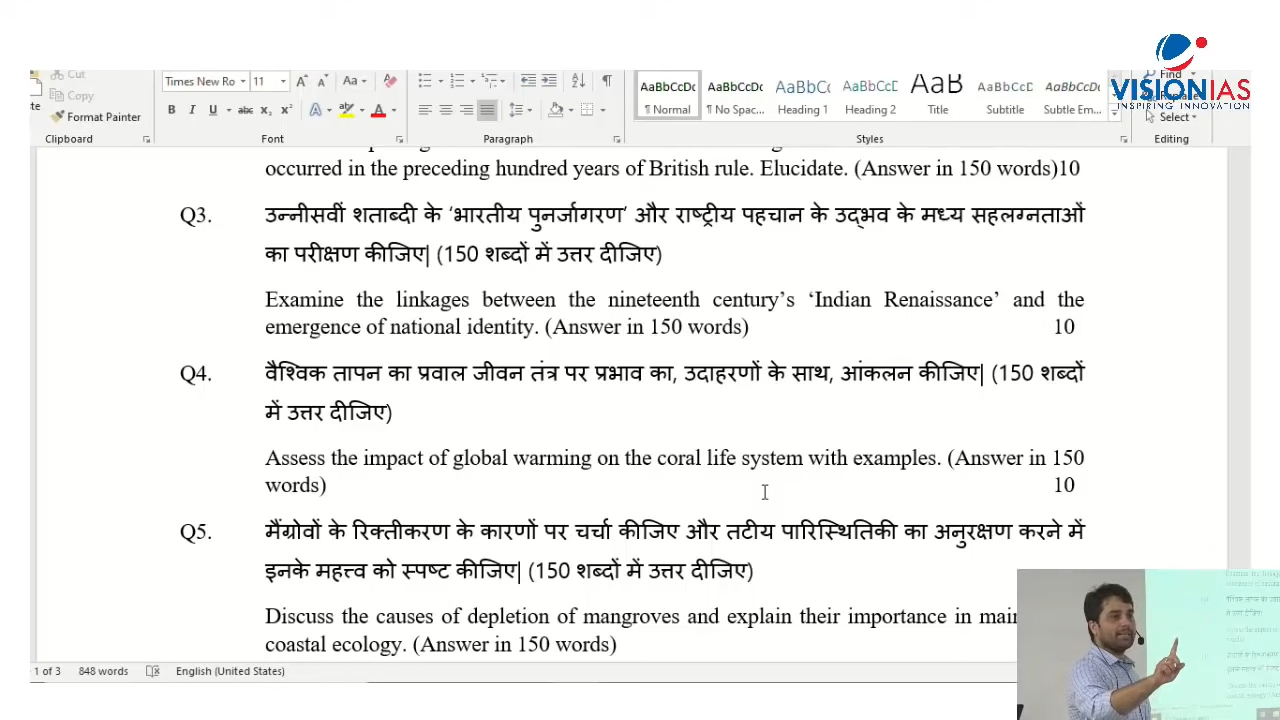 VISIONIAS
INSPIRING INNOVATION
Cut
Copy
Format Painter
Clipboard
Times New Ro 11
Font
Paragraph
AaBbCcDc AaBbCcDc AaBbC( AaBbCcD AaB AaBbCcD AaBbCcDc
¶ Normal ¶ No Spac... Heading 1 Heading 2 Title Subtitle Subtle Em...
Styles
Find
Select
Editing
occurred in the preceding hundred years of British rule. Elucidate. (Answer in 150 words)10
Q3. उन्नीसवीं शताब्दी के ‘भारतीय पुनर्जागरण’ और राष्ट्रीय पहचान के उद्भव के मध्य सहलग्नताओं
का परीक्षण कीजिए| (150 शब्दों में उत्तर दीजिए)
Examine the linkages between the nineteenth century’s ‘Indian Renaissance’ and the
emergence of national identity. (Answer in 150 words) 10
Q4. वैश्विक तापन का प्रवाल जीवन तंत्र पर प्रभाव का, उदाहरणों के साथ, आंकलन कीजिए| (150 शब्दों
में उत्तर दीजिए)
Assess the impact of global warming on the coral life system with examples. (Answer in 150
words) 10
Q5. मैंग्रोवों के रिक्तीकरण के कारणों पर चर्चा कीजिए और तटीय पारिस्थितिकी का अनुरक्षण करने में
इनके महत्त्व को स्पष्ट कीजिए| (150 शब्दों में उत्तर दीजिए)
Discuss the causes of depletion of mangroves and explain their importance in main
coastal ecology. (Answer in 150 words)
1 of 3 848 words English (United States)